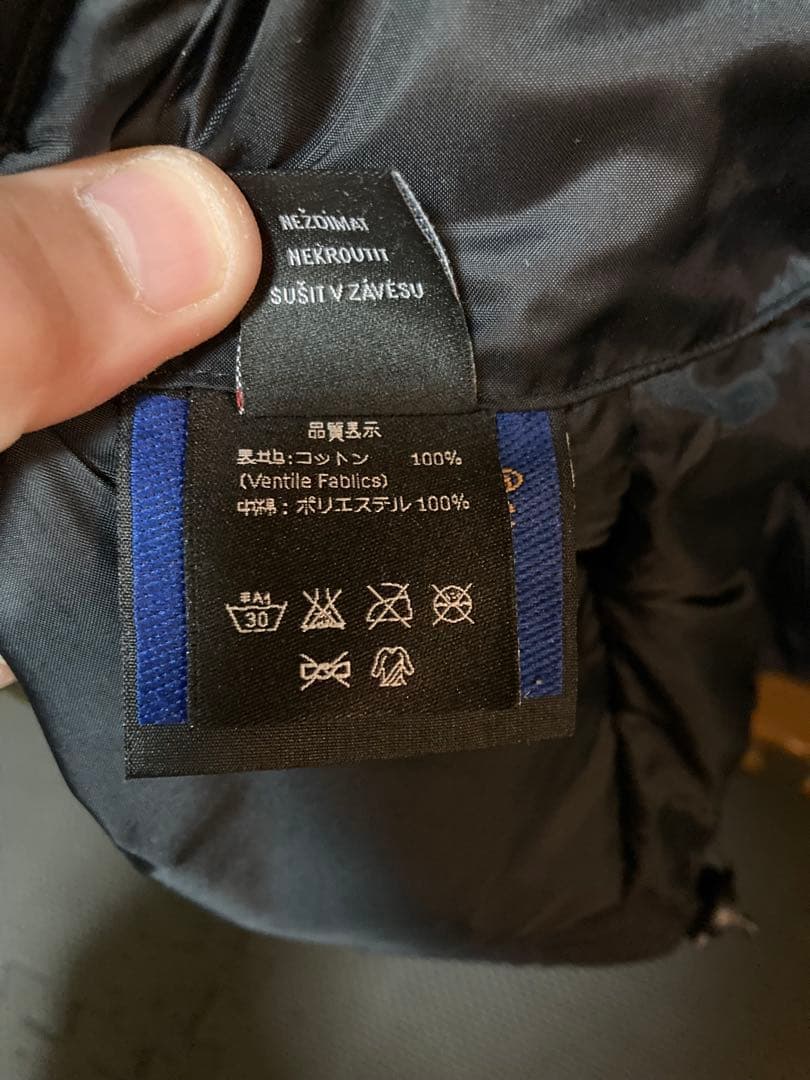 NEŽDÍMAT
NEKROUTIT
SUŠIT V ZÁVĚSU
品質表示
表地:コットン 100%
(Ventile Fablics)
中綿:ポリエステル 100%
30